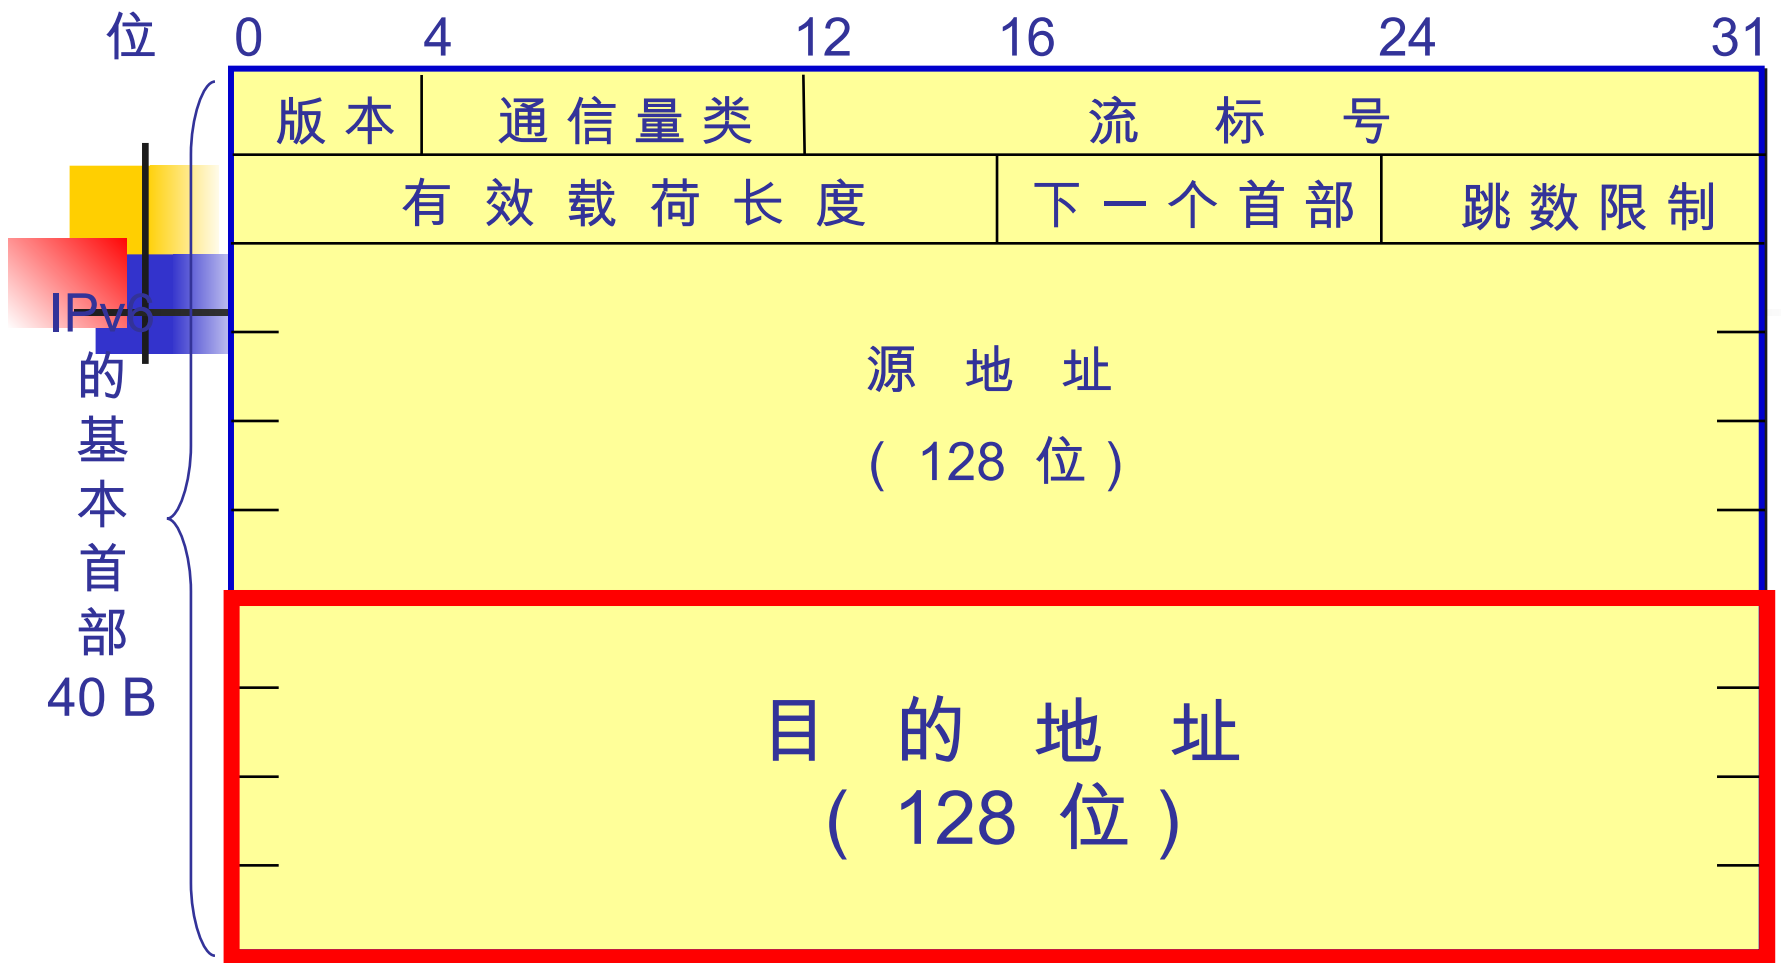 位 0 4 12 16 24 31
版本 通信量类 流标号
有效载荷长度 下一个首部 跳数限制
源地址
( 128 位 )
目的地址
( 128 位 )
IPv6
的
基
本
首
部
40 B